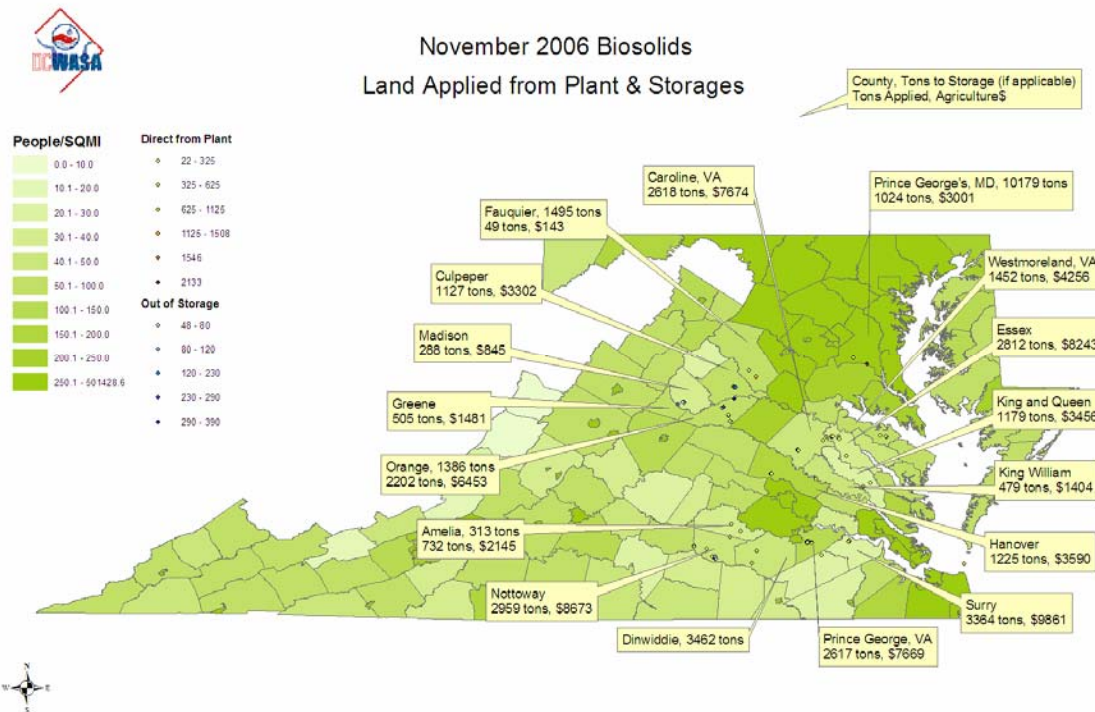 DCWASA
November 2006 Biosolids
Land Applied from Plant & Storages
County, Tons to Storage (if applicable)
Tons Applied, Agriculture$
People/SQMI
0.0 - 10.0
10.1 - 20.0
20.1 - 30.0
30.1 - 40.0
40.1 - 50.0
50.1 - 100.0
100.1 - 150.0
150.1 - 200.0
200.1 - 250.0
250.1 - 501428.6
Direct from Plant
22 - 325
325 - 625
625 - 1125
1125 - 1508
1546
2133
Out of Storage
48 - 80
80 - 120
120 - 230
230 - 290
290 - 390
Caroline, VA
2618 tons, $7674
Prince George's, MD, 10179 tons
1024 tons, $3001
Fauquier, 1495 tons
49 tons, $143
Westmoreland, VA
1452 tons, $4256
Culpeper
1127 tons, $3302
Essex
2812 tons, $8243
Madison
288 tons, $845
King and Queen
1179 tons, $3456
Greene
505 tons, $1481
Orange, 1386 tons
2202 tons, $6453
King William
479 tons, $1404
Amelia, 313 tons
732 tons, $2145
Hanover
1225 tons, $3590
Nottoway
2959 tons, $8673
Surry
3364 tons, $9861
Dinwiddie, 3462 tons
Prince George, VA
2617 tons, $7669
N
W E
S